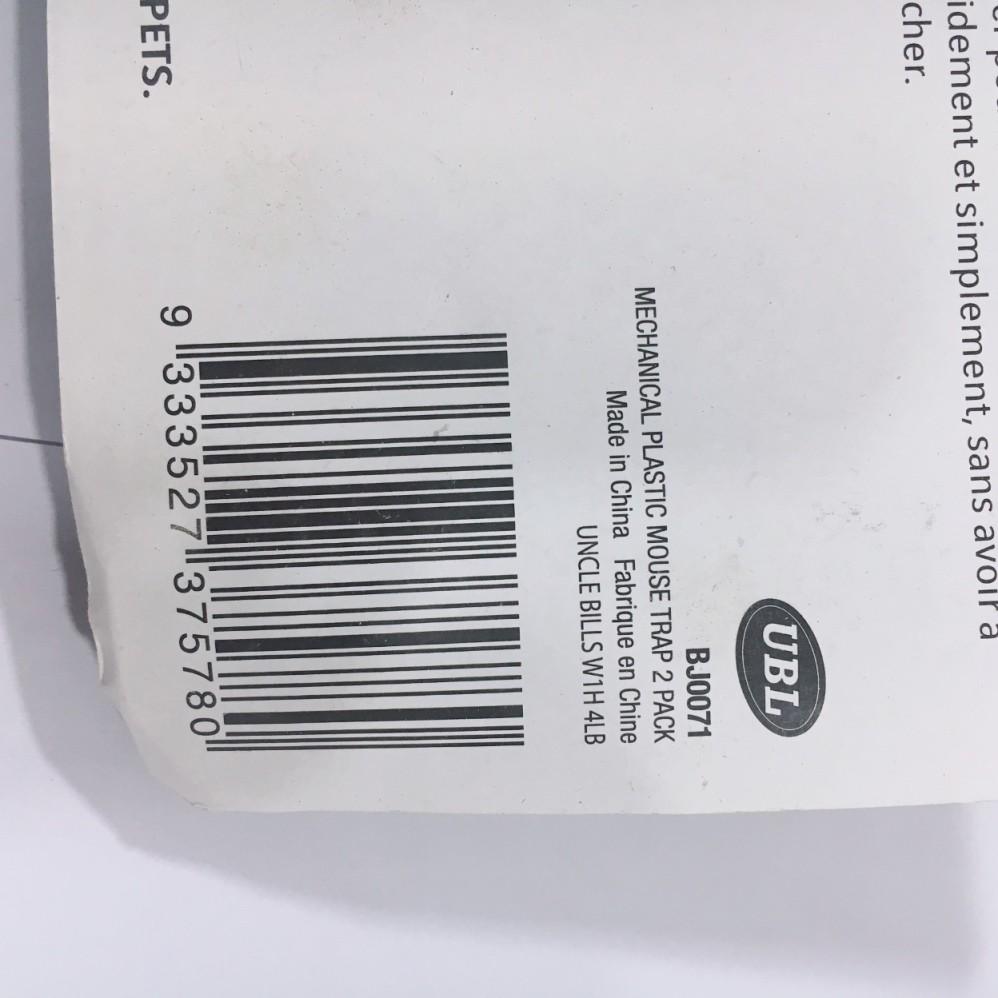 idement et simplement, sans avoir à
cher.
UBL
BJ0071
MECHANICAL PLASTIC MOUSE TRAP 2 PACK
Made in China Fabrique en Chine
UNCLE BILLS W1H 4LB
9 333527 375780
PETS.